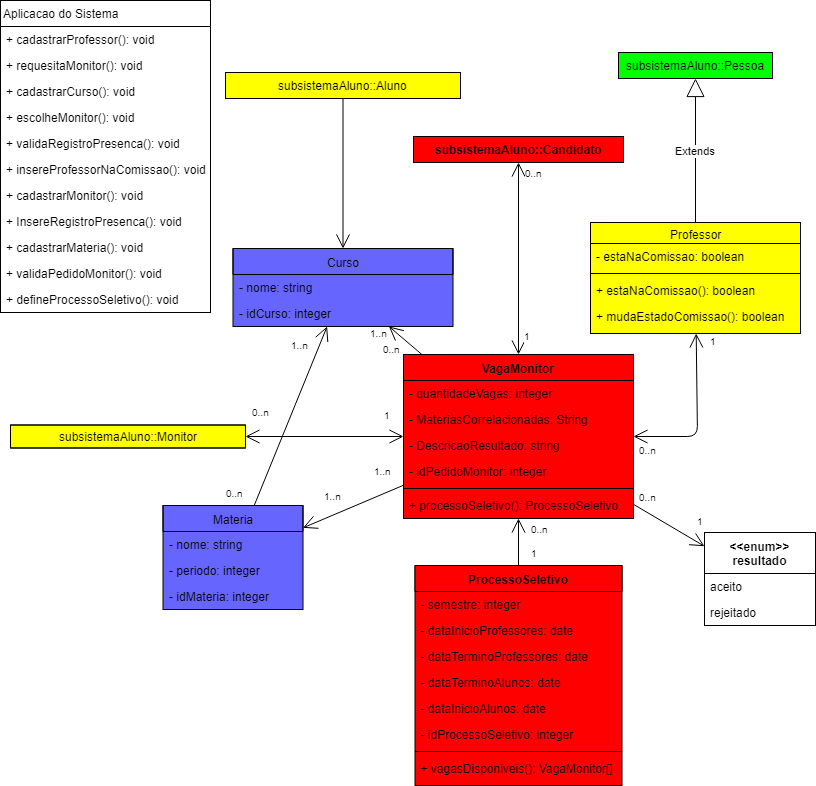 Aplicacao do Sistema
+ cadastrarProfessor(): void
+ requesitaMonitor(): void
+ cadastrarCurso(): void
+ escolheMonitor(): void
+ validaRegistroPresenca(): void
+ insereProfessorNaComissao(): void
+ cadastrarMonitor(): void
+ InsereRegistroPresenca(): void
+ cadastrarMateria(): void
+ validaPedidoMonitor(): void
+ defineProcessoSeletivo(): void
subsistemaAluno::Aluno
subsistemaAluno::Pessoa
Extends
subsistemaAluno::Candidato
0..n
1
Professor
- estaNaComissao: boolean
+ estaNaComissao(): boolean
+ mudaEstadoComissao(): boolean
1
0..n
Curso
- nome: string
- idCurso: integer
1..n
1..n
0..n
VagaMonitor
- quantidadeVagas: integer
- MateriasCorrelacionadas: String
- DescricaoResultado: string
- idPedidoMonitor: integer
+ processoSeletivo(): ProcessoSeletivo
subsistemaAluno::Monitor
0..n
1
1..n
1..n
0..n
Materia
- nome: string
- periodo: integer
- idMateria: integer
0..n
1
<<enum>>
resultado
aceito
rejeitado
0..n
1
ProcessoSeletivo
- semestre: integer
- dataInicioProfessores: date
- dataTerminoProfessores: date
- dataTerminoAlunos: date
- dataInicioAlunos: date
- idProcessoSeletivo: integer
+ vagasDisponiveis(): VagaMonitor[]